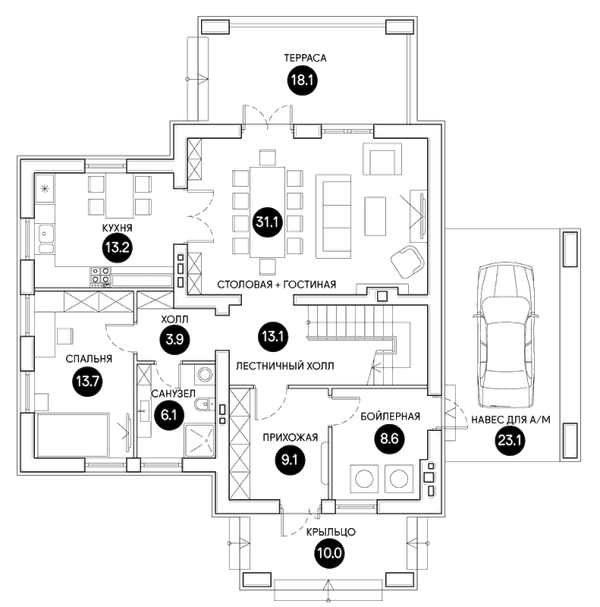 ТЕРРАСА
18.1
КУХНЯ
13.2
31.1
СТОЛОВАЯ + ГОСТИНАЯ
ХОЛЛ
3.9
13.1
ЛЕСТНИЧНЫЙ ХОЛЛ
СПАЛЬНЯ
13.7
САНУЗЕЛ
6.1
ПРИХОЖАЯ
9.1
БОЙЛЕРНАЯ
8.6
НАВЕС ДЛЯ А/М
23.1
КРЫЛЬЦО
10.0